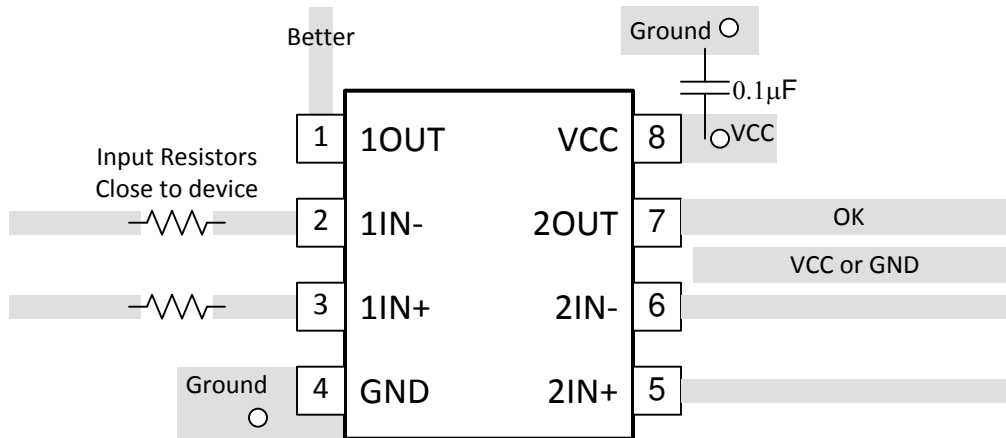 Better
Ground
0.1μF
1
1OUT
VCC
8
VCC
Input Resistors
Close to device
2
1IN-
2OUT
7
OK
VCC or GND
3
1IN+
2IN-
6
Ground
4
GND
2IN+
5